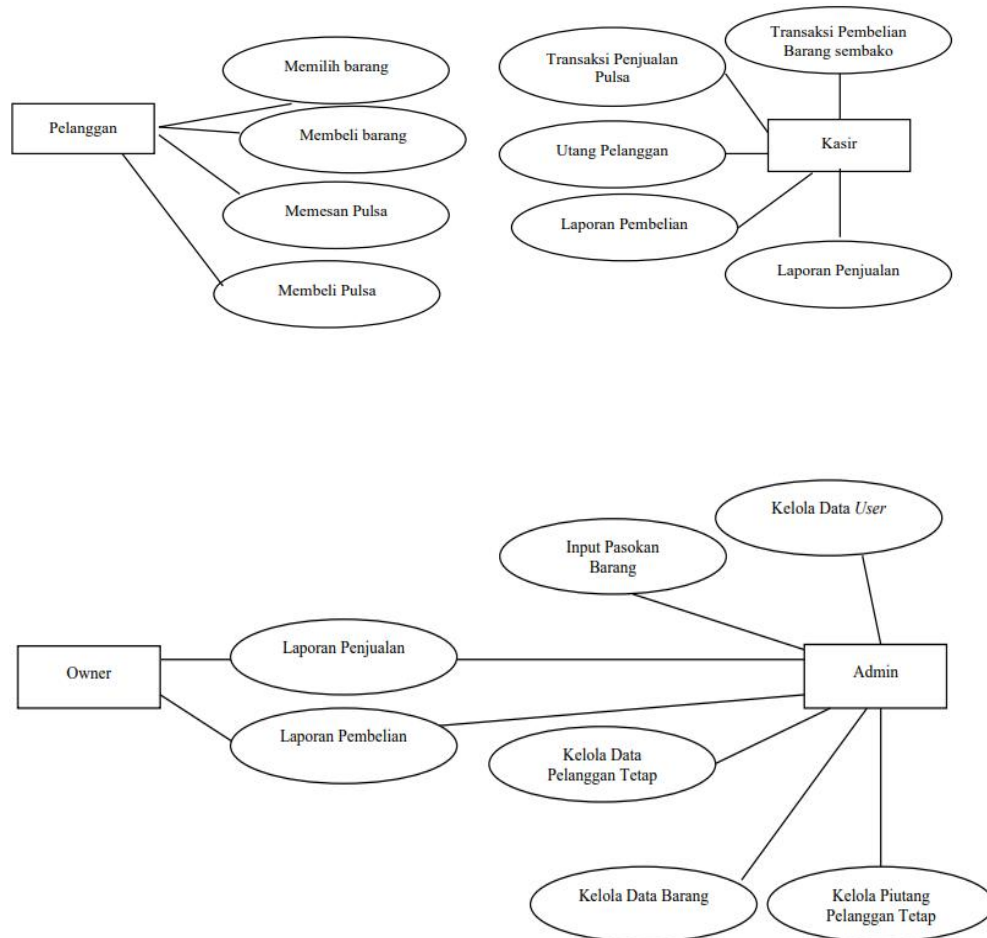 Memilih barang
Pelanggan
Membeli barang
Memesan Pulsa
Membeli Pulsa
Transaksi Pembelian
Barang sembako
Transaksi Penjualan
Pulsa
Kasir
Utang Pelanggan
Laporan Pembelian
Laporan Penjualan
Kelola Data User
Input Pasokan
Barang
Owner
Laporan Penjualan
Admin
Laporan Pembelian
Kelola Data
Pelanggan Tetap
Kelola Data Barang
Kelola Piutang
Pelanggan Tetap